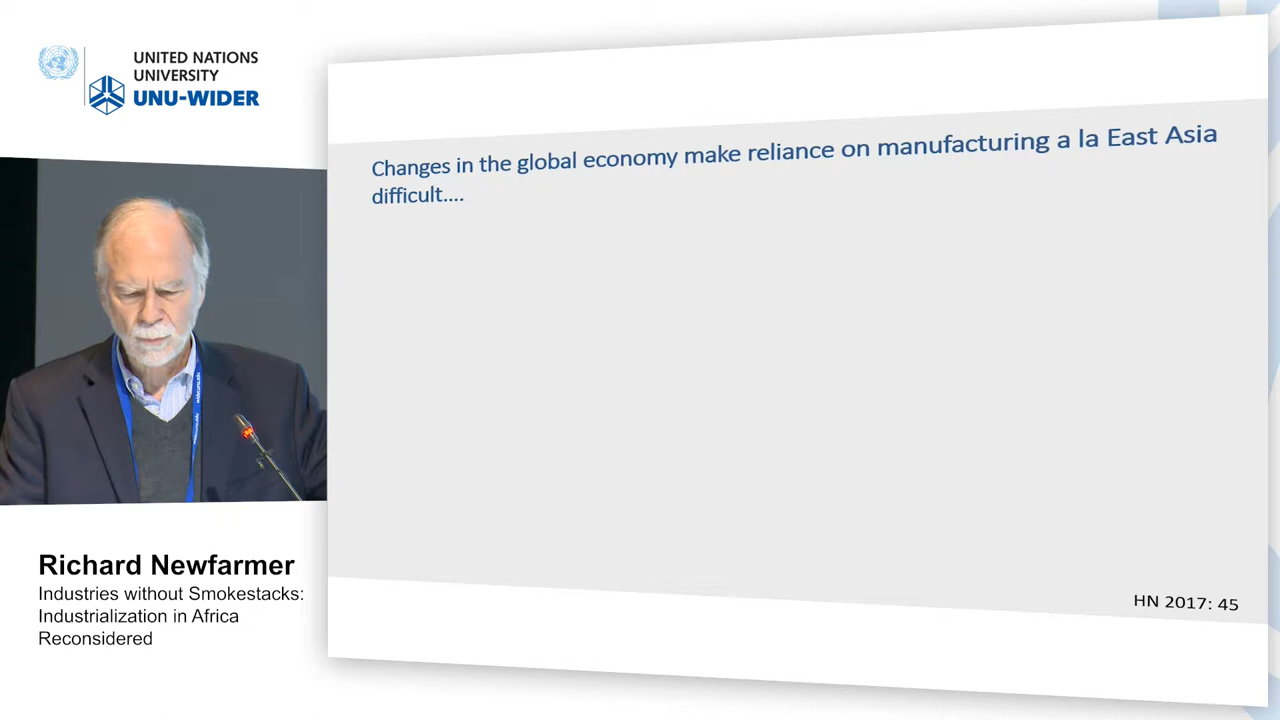 UNITED NATIONS
UNIVERSITY
UNU-WIDER
Changes in the global economy make reliance on manufacturing a la East Asia
difficult....
HN 2017: 45
Richard Newfarmer
Industries without Smokestacks:
Industrialization in Africa
Reconsidered